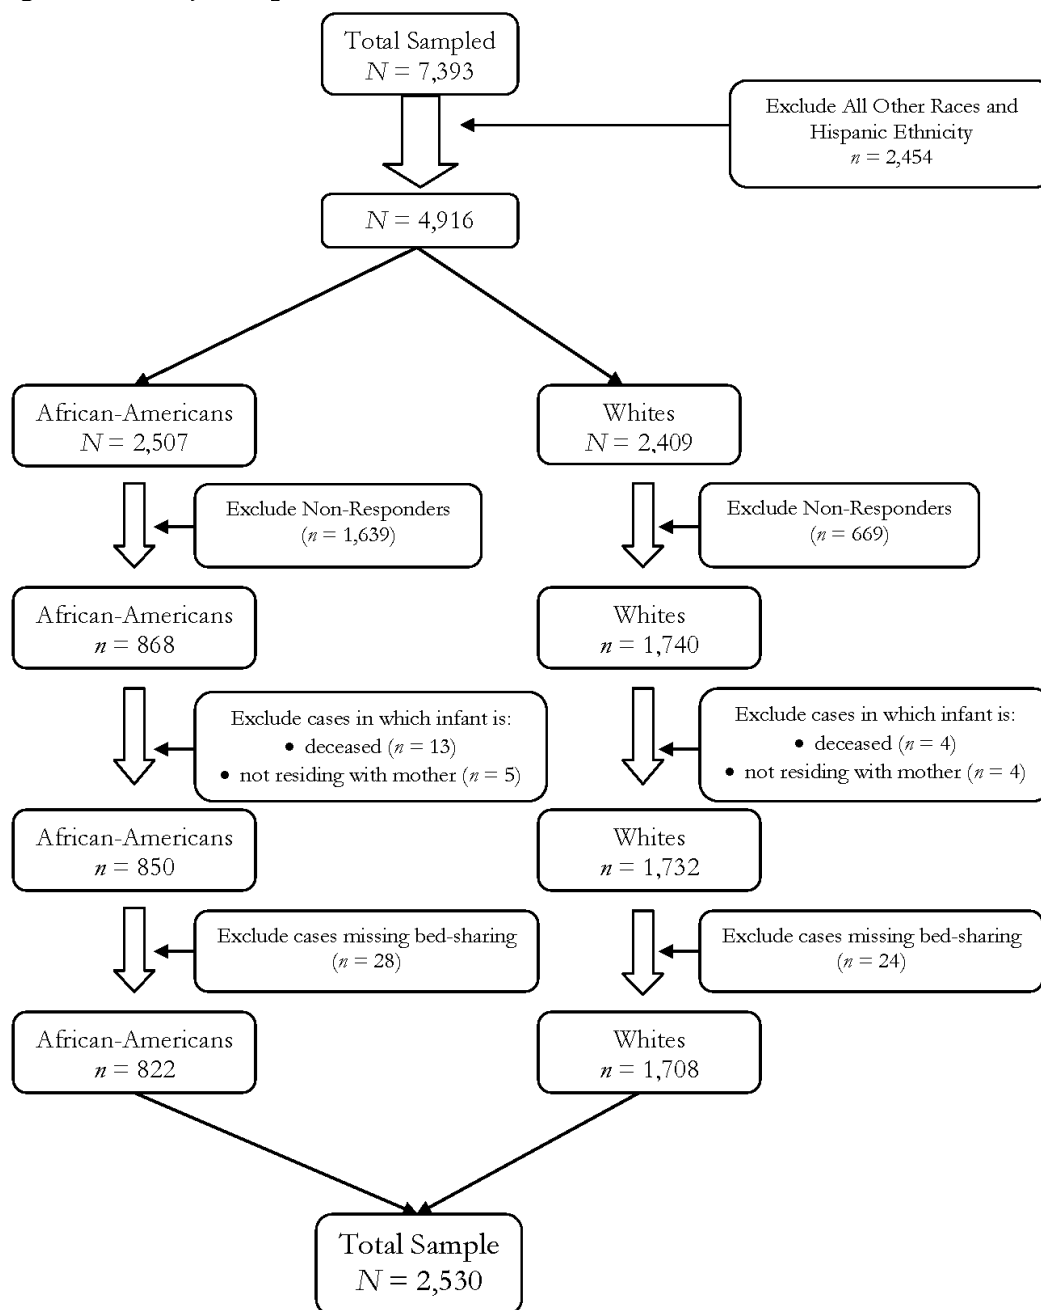 Total Sampled
N = 7,393
Exclude All Other Races and
Hispanic Ethnicity
n = 2,454
N = 4,916
African-Americans
N = 2,507
Whites
N = 2,409
Exclude Non-Responders
(n = 1,639)
Exclude Non-Responders
(n = 669)
African-Americans
n = 868
Whites
n = 1,740
Exclude cases in which infant is:
• deceased (n = 13)
• not residing with mother (n = 5)
Exclude cases in which infant is:
• deceased (n = 4)
• not residing with mother (n = 4)
African-Americans
n = 850
Whites
n = 1,732
Exclude cases missing bed-sharing
(n = 28)
Exclude cases missing bed-sharing
(n = 24)
African-Americans
n = 822
Whites
n = 1,708
Total Sample
N = 2,530